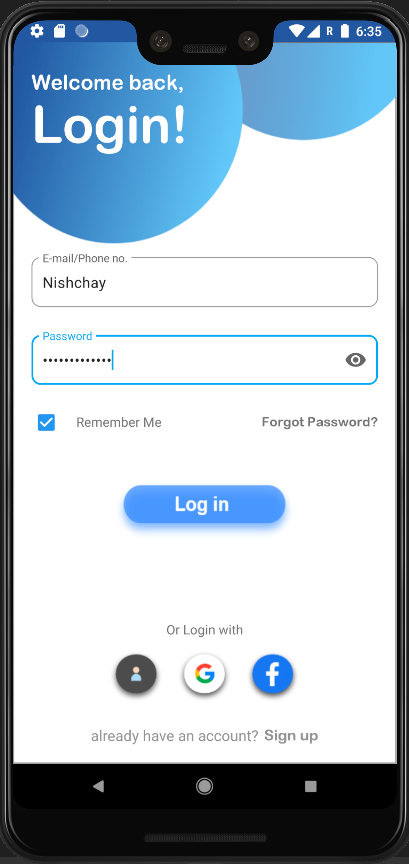 R 6:35
Welcome back,
Login!
E-mail/Phone no.
Nishchay
Password
•••••••••••••
Remember Me
Forgot Password?
Log in
Or Login with
already have an account? Sign up